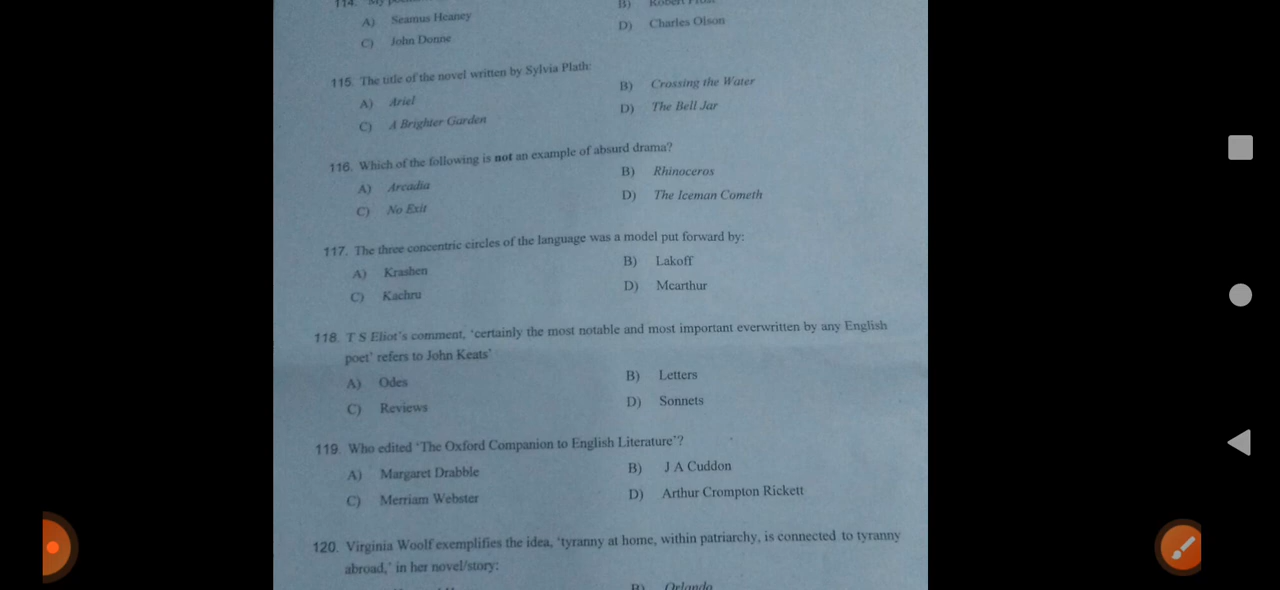 114. 'My
B) Robert Frost
A) Seamus Heaney
D) Charles Olson
C) John Donne
115. The title of the novel written by Sylvia Plath:
A) Ariel
B) Crossing the Water
C) A Brighter Garden
D) The Bell Jar
116. Which of the following is not an example of absurd drama?
A) Arcadia
B) Rhinoceros
C) No Exit
D) The Iceman Cometh
117. The three concentric circles of the language was a model put forward by:
A) Krashen
B) Lakoff
C) Kachru
D) Mcarthur
118. T S Eliot's comment, 'certainly the most notable and most important everwritten by any English
poet' refers to John Keats'
A) Odes
B) Letters
C) Reviews
D) Sonnets
119. Who edited 'The Oxford Companion to English Literature'?
A) Margaret Drabble
B) J A Cuddon
C) Merriam Webster
D) Arthur Crompton Rickett
120. Virginia Woolf exemplifies the idea, 'tyranny at home, within patriarchy, is connected to tyranny
abroad,' in her novel/story:
B) Orlando